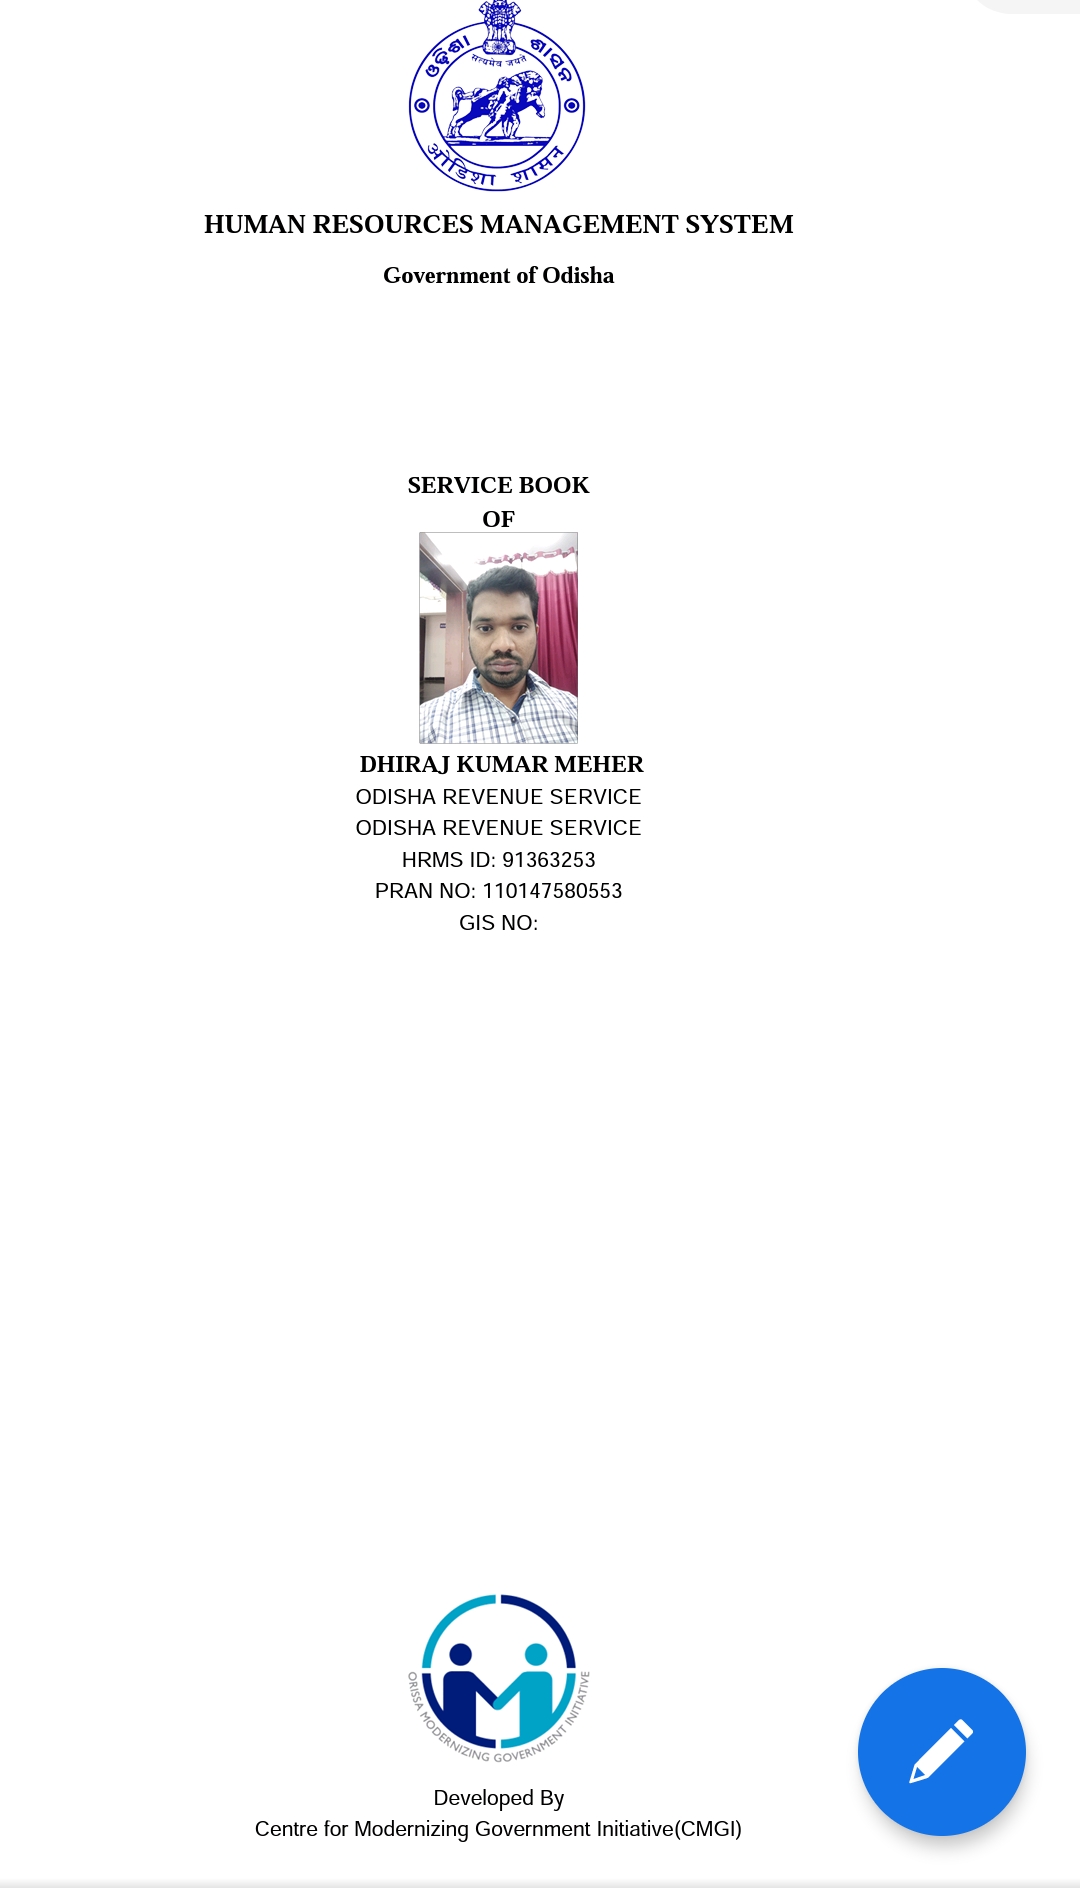 ଓଡ଼ିଶା ଶାସନ
सत्यमेव जयते
ओडिशा शासन
HUMAN RESOURCES MANAGEMENT SYSTEM
Government of Odisha
SERVICE BOOK
OF
DHIRAJ KUMAR MEHER
ODISHA REVENUE SERVICE
ODISHA REVENUE SERVICE
HRMS ID: 91363253
PRAN NO: 110147580553
GIS NO:
ORISSA MODERNIZING GOVERNMENT INITIATIVE
Developed By
Centre for Modernizing Government Initiative(CMGI)